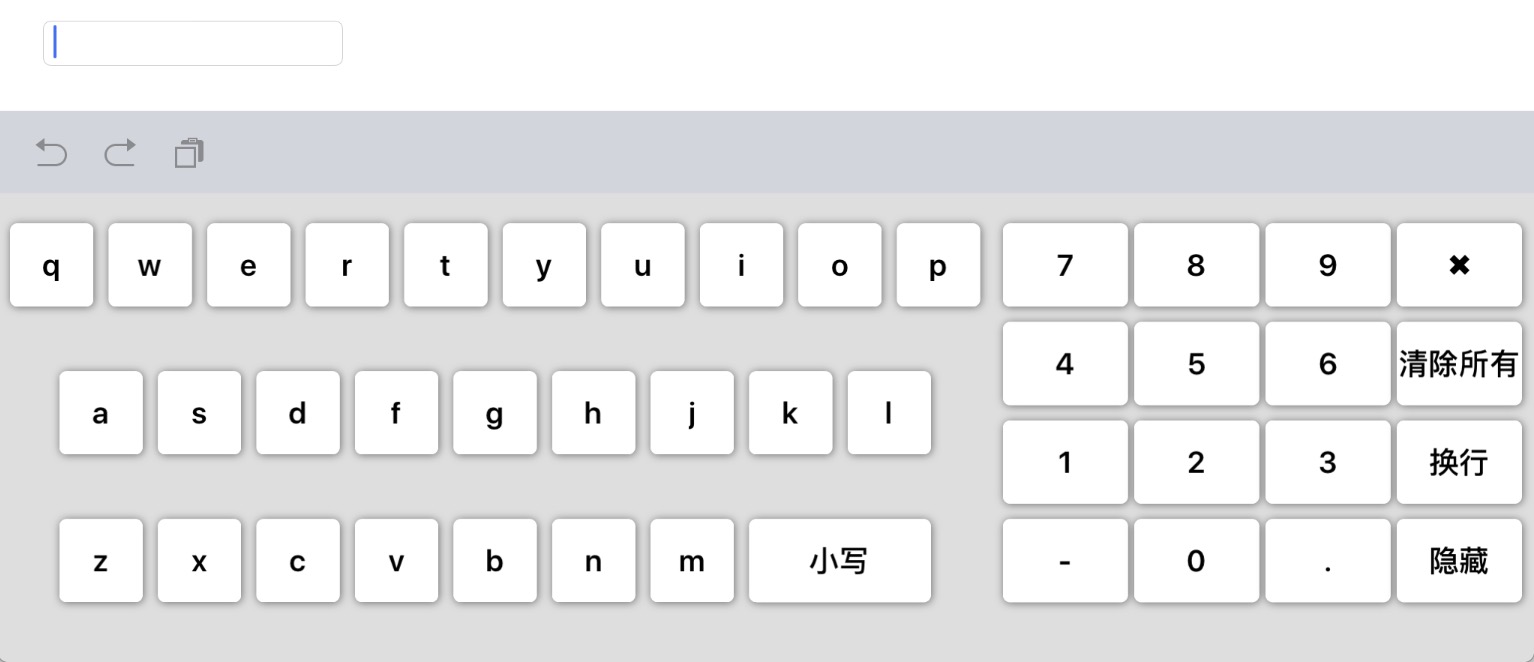 q w e r t y u i o p 7 8 9 ✖
4 5 6 清除所有
a s d f g h j k l
1 2 3 换行
z x c v b n m 小写 - 0 . 隐藏